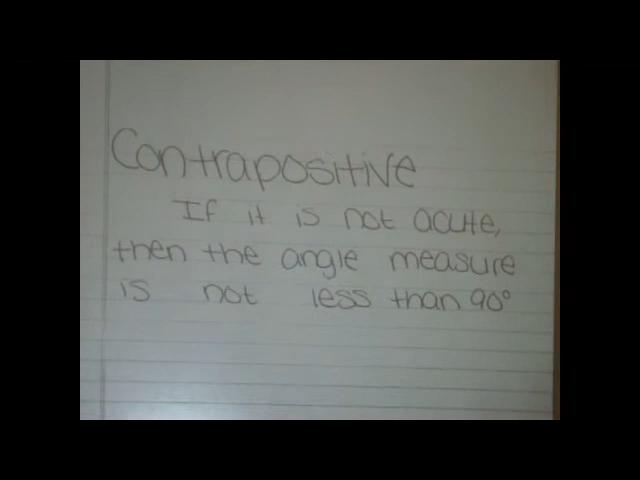 Contrapositive
If it is not acute,
then the angle measure
is not less than 90°